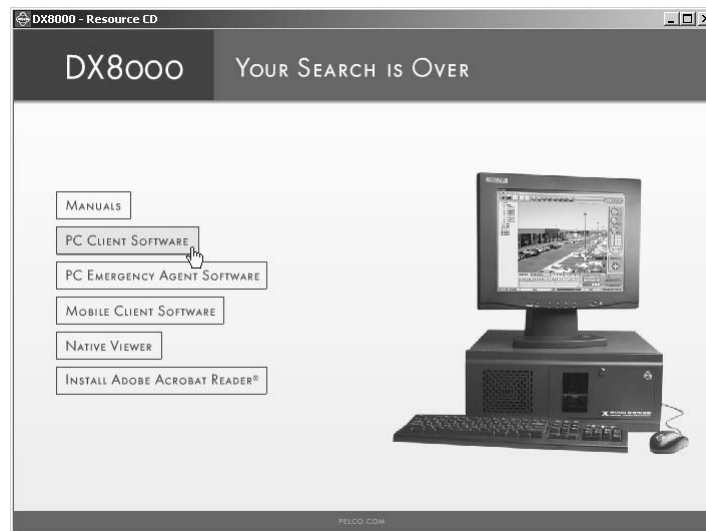 DX8000 - Resource CD
DX8000
YOUR SEARCH IS OVER
MANUALS
PC CLIENT SOFTWARE
PC EMERGENCY AGENT SOFTWARE
MOBILE CLIENT SOFTWARE
NATIVE VIEWER
INSTALL ADOBE ACROBAT READER®
PELCO.COM